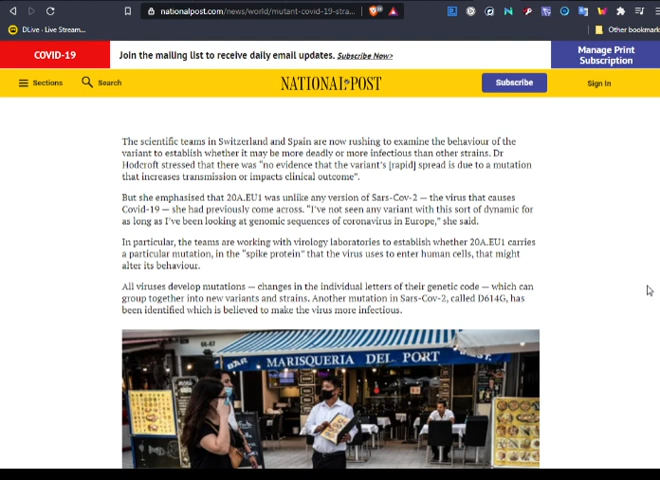 nationalpost.com/news/world/mutant-covid-19-stra...
DLive - Live Stream...
Other bookmark
COVID-19
Join the mailing list to receive daily email updates. Subscribe Now>
Manage Print
Subscription
Sections
Search
NATIONAL POST
Subscribe
Sign In
The scientific teams in Switzerland and Spain are now rushing to examine the behaviour of the
variant to establish whether it may be more deadly or more infectious than other strains. Dr
Hodcroft stressed that there was “no evidence that the variant’s [rapid] spread is due to a mutation
that increases transmission or impacts clinical outcome”.
But she emphasised that 20A.EU1 was unlike any version of Sars-Cov-2 — the virus that causes
Covid-19 — she had previously come across. “I’ve not seen any variant with this sort of dynamic for
as long as I’ve been looking at genomic sequences of coronavirus in Europe,” she said.
In particular, the teams are working with virology laboratories to establish whether 20A.EU1 carries
a particular mutation, in the “spike protein” that the virus uses to enter human cells, that might
alter its behaviour.
All viruses develop mutations — changes in the individual letters of their genetic code — which can
group together into new variants and strains. Another mutation in Sars-Cov-2, called D614G, has
been identified which is believed to make the virus more infectious.
BAR
MARISQUERIA DEL PORT